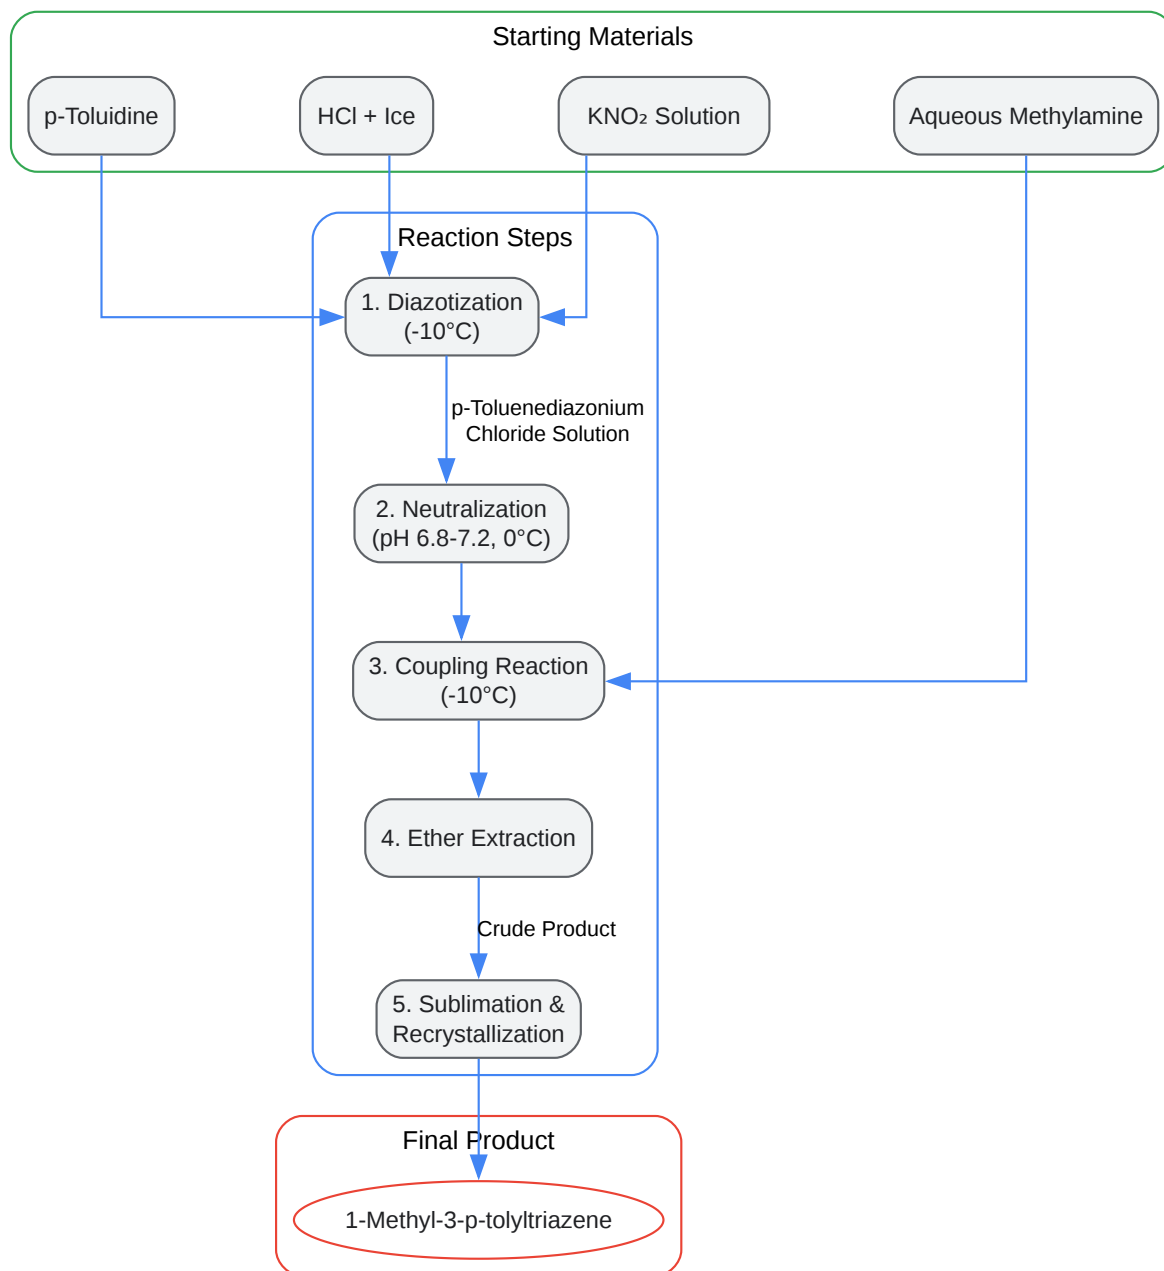 Starting Materials
p-Toluidine
HCl + Ice
KNO₂ Solution
Aqueous Methylamine
Reaction Steps
1. Diazotization
(-10°C)
p-Toluenediazonium
Chloride Solution
2. Neutralization
(pH 6.8-7.2, 0°C)
3. Coupling Reaction
(-10°C)
4. Ether Extraction
Crude Product
5. Sublimation &
Recrystallization
Final Product
1-Methyl-3-p-tolyltriazene